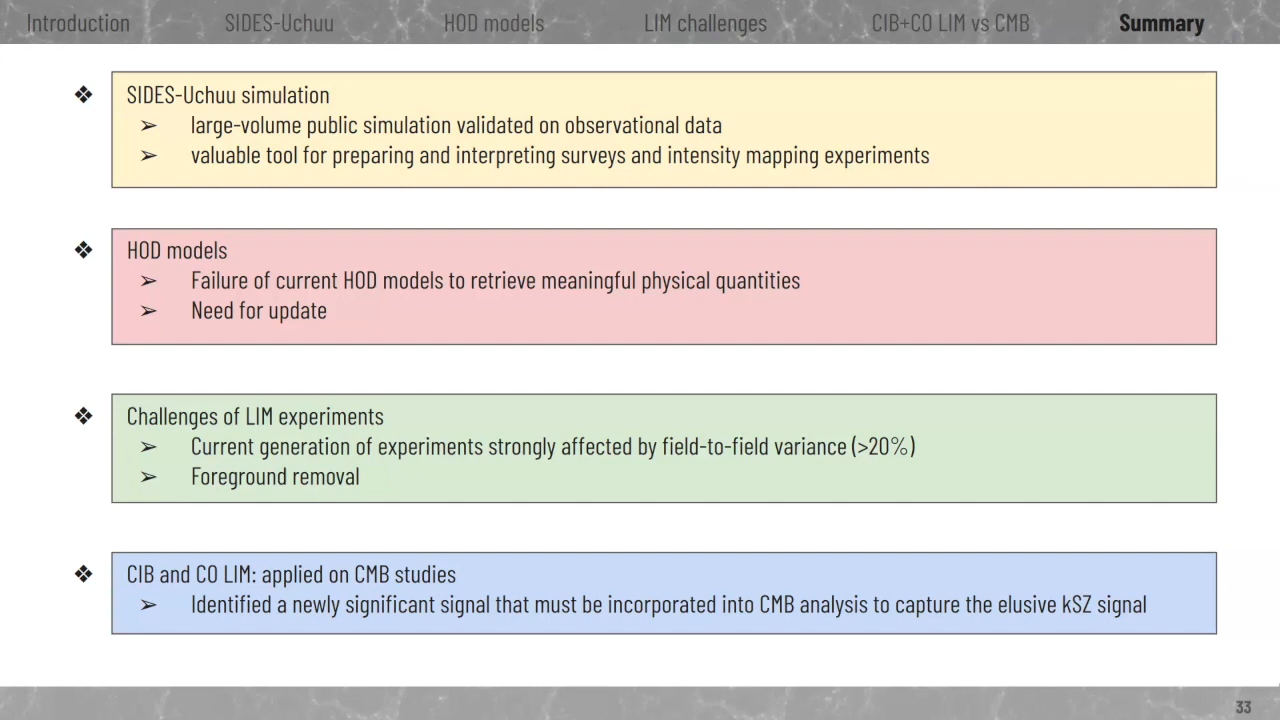 Introduction SIDES-Uchuu HOD models LIM challenges CIB+CO LIM vs CMB Summary
❖ SIDES-Uchuu simulation
➢ large-volume public simulation validated on observational data
➢ valuable tool for preparing and interpreting surveys and intensity mapping experiments
❖ HOD models
➢ Failure of current HOD models to retrieve meaningful physical quantities
➢ Need for update
❖ Challenges of LIM experiments
➢ Current generation of experiments strongly affected by field-to-field variance (>20%)
➢ Foreground removal
❖ CIB and CO LIM: applied on CMB studies
➢ Identified a newly significant signal that must be incorporated into CMB analysis to capture the elusive kSZ signal
33